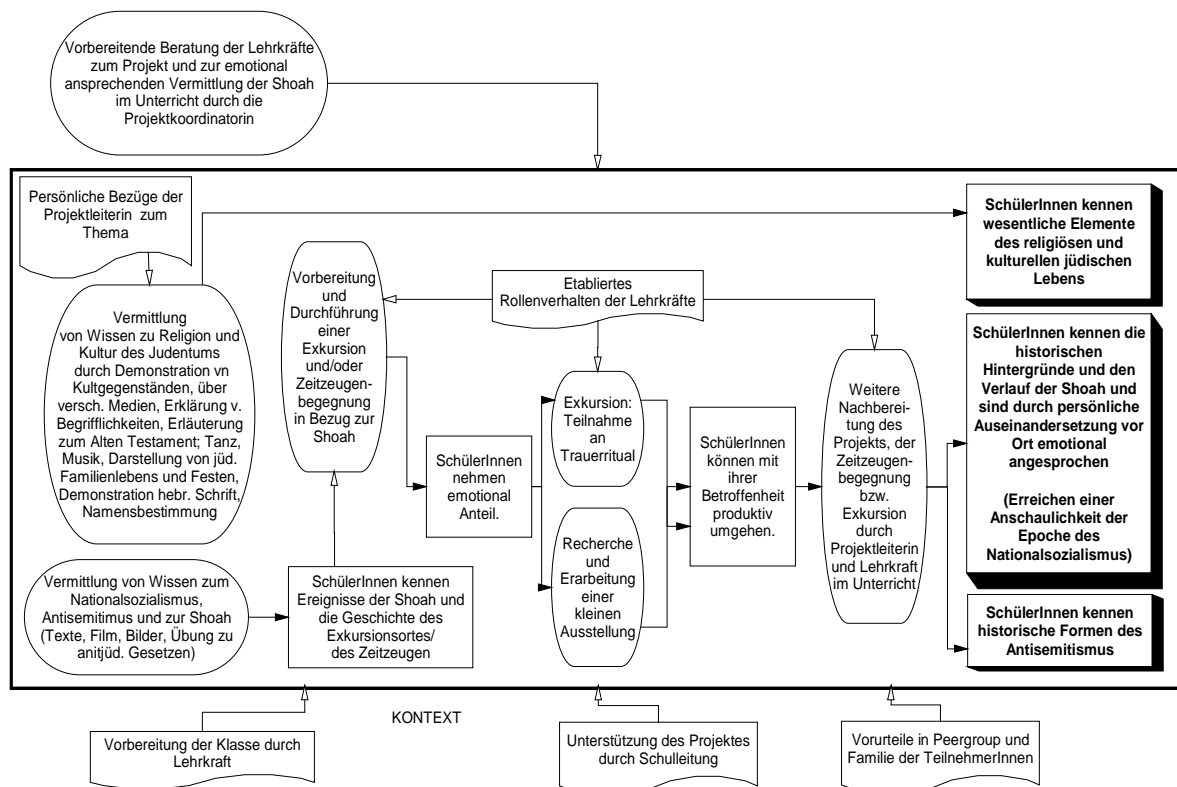 Vorbereitende Beratung der Lehrkräfte
zum Projekt und zur emotional
ansprechenden Vermittlung der Shoah
im Unterricht durch die
Projektkoordinatorin
Persönliche Bezüge der
Projektleiterin zum
Thema
Vermittlung
von Wissen zu Religion und
Kultur des Judentums
durch Demonstration vn
Kultgegenständen, über
versch. Medien, Erklärung v.
Begrifflichkeiten, Erläuterung
zum Alten Testament; Tanz,
Musik, Darstellung von jüd.
Familienlebens und Festen,
Demonstration hebr. Schrift,
Namensbestimmung
Vermittlung von Wissen zum
Nationalsozialismus,
Antisemitimus und zur Shoah
(Texte, Film, Bilder, Übung zu
anitjüd. Gesetzen)
Vorbereitung
und
Durchführung
einer
Exkursion
und/oder
Zeitzeugen-
begegnung
in Bezug zur
Shoah
SchülerInnen kennen
Ereignisse der Shoah und
die Geschichte des
Exkursionsortes/
des Zeitzeugen
SchülerInnen
nehmen
emotional
Anteil.
Etabliertes
Rollenverhalten der Lehrkräfte
Exkursion:
Teilnahme
an
Trauerritual
Recherche
und
Erarbeitung
einer
kleinen
Ausstellung
SchülerInnen
können mit
ihrer
Betroffenheit
produktiv
umgehen.
Weitere
Nachberei-
tung des
Projekts, der
Zeitzeugen-
begegnung
bzw.
Exkursion
durch
Projektleiterin
und Lehrkraft
im Unterricht
SchülerInnen kennen
wesentliche Elemente
des religiösen und
kulturellen jüdischen
Lebens
SchülerInnen kennen die
historischen
Hintergründe und den
Verlauf der Shoah und
sind durch persönliche
Auseinandersetzung vor
Ort emotional
angesprochen
(Erreichen einer
Anschaulichkeit der
Epoche des
Nationalsozialismus)
SchülerInnen kennen
historische Formen des
Antisemitismus
KONTEXT
Vorbereitung der Klasse durch
Lehrkraft
Unterstützung des Projektes
durch Schulleitung
Vorurteile in Peergroup und
Familie der TeilnehmerInnen